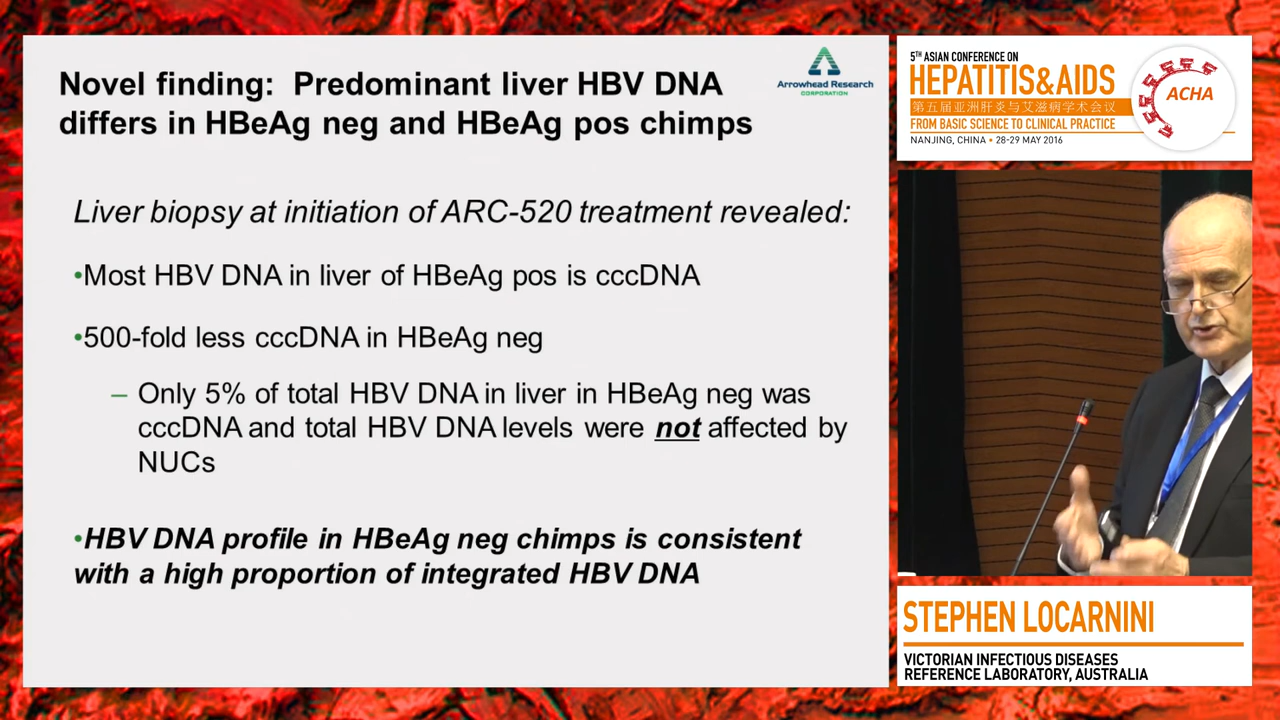 Novel finding: Predominant liver HBV DNA
differs in HBeAg neg and HBeAg pos chimps
Arrowhead Research
CORPORATION
Liver biopsy at initiation of ARC-520 treatment revealed:
•Most HBV DNA in liver of HBeAg pos is cccDNA
•500-fold less cccDNA in HBeAg neg
– Only 5% of total HBV DNA in liver in HBeAg neg was
cccDNA and total HBV DNA levels were not affected by
NUCs
•HBV DNA profile in HBeAg neg chimps is consistent
with a high proportion of integrated HBV DNA
5TH ASIAN CONFERENCE ON
HEPATITIS&AIDS
第五届亚洲肝炎与艾滋病学术会议
FROM BASIC SCIENCE TO CLINICAL PRACTICE
NANJING, CHINA • 28-29 MAY 2016
ACHA
STEPHEN LOCARNINI
VICTORIAN INFECTIOUS DISEASES
REFERENCE LABORATORY, AUSTRALIA